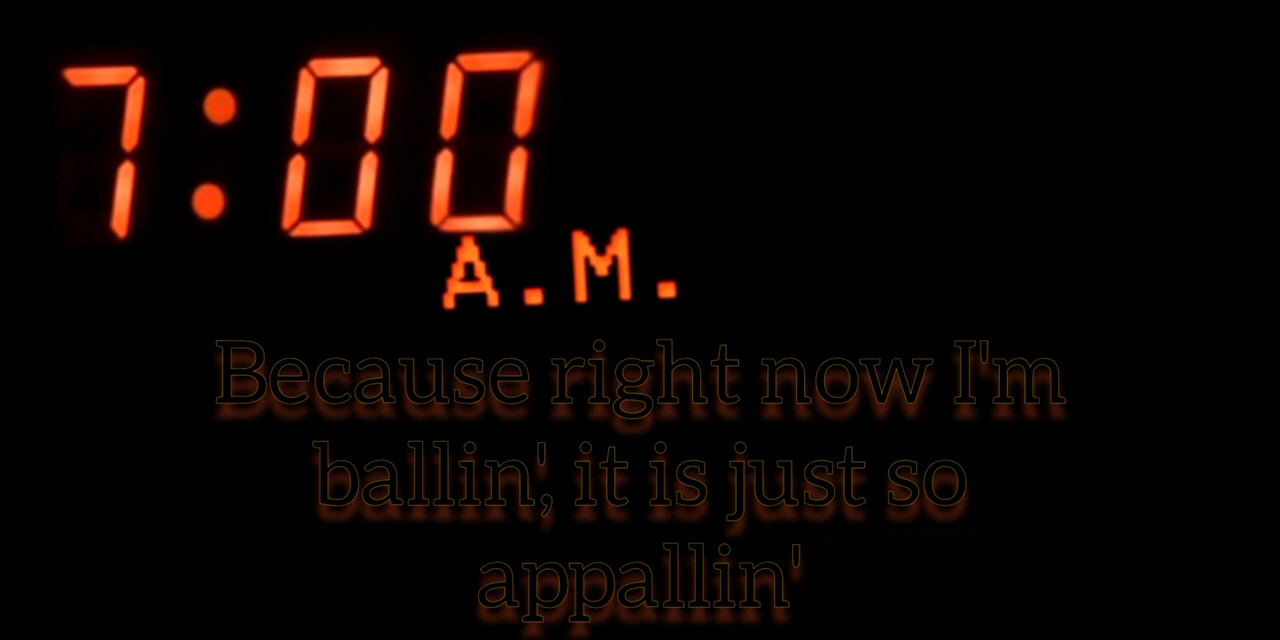 7:00
A.M.
Because right now I'm
ballin', it is just so
appallin'